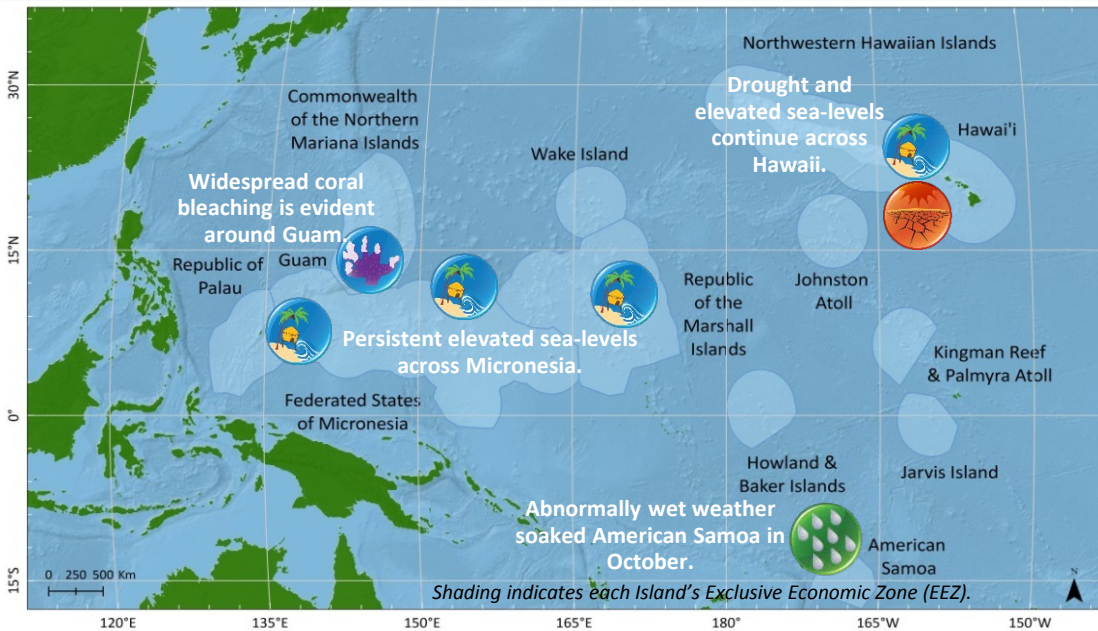 Northwestern Hawaiian Islands
30°N
Drought and
elevated sea-levels
continue across
Hawaii.
Hawai'i
Commonwealth
of the Northern
Mariana Islands
Wake Island
Widespread coral
bleaching is evident
around Guam.
Guam
15°N
Republic of
Palau
Republic
of the
Marshall
Islands
Johnston
Atoll
Persistent elevated sea-levels
across Micronesia.
Kingman Reef
& Palmyra Atoll
Federated States
of Micronesia
0°
Howland &
Baker Islands
Jarvis Island
Abnormally wet weather
soaked American Samoa in
October.
American
Samoa
0 250 500 Km
15°S
Shading indicates each Island's Exclusive Economic Zone (EEZ).
N
120°E
135°E
150°E
165°E
180°
165°W
150°W